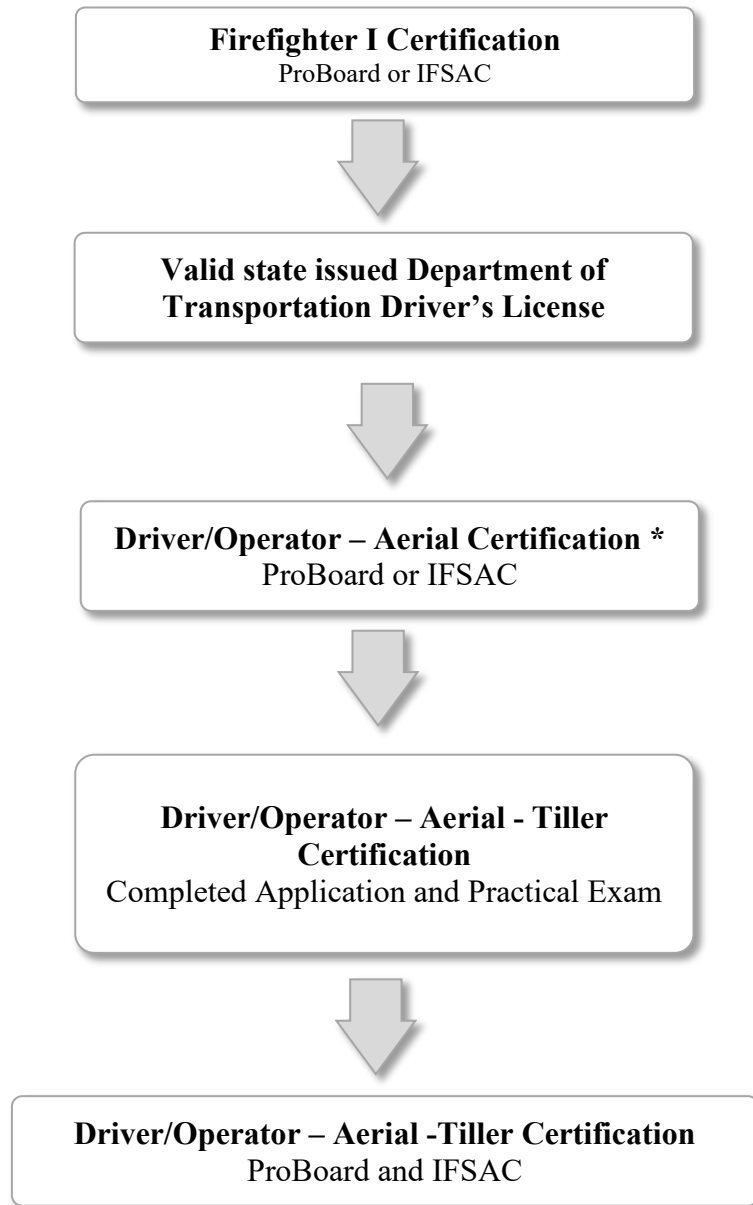 Firefighter I Certification
ProBoard or IFSAC
Valid state issued Department of
Transportation Driver’s License
Driver/Operator – Aerial Certification *
ProBoard or IFSAC
Driver/Operator – Aerial - Tiller
Certification
Completed Application and Practical Exam
Driver/Operator – Aerial -Tiller Certification
ProBoard and IFSAC